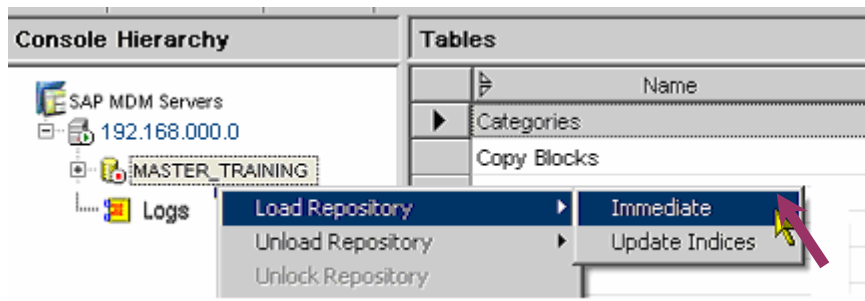 Console Hierarchy
Tables
SAP MDM Servers
192.168.000.0
MASTER_TRAINING
Logs
Name
Categories
Copy Blocks
Load Repository
Unload Repository
Unlock Repository
Immediate
Update Indices